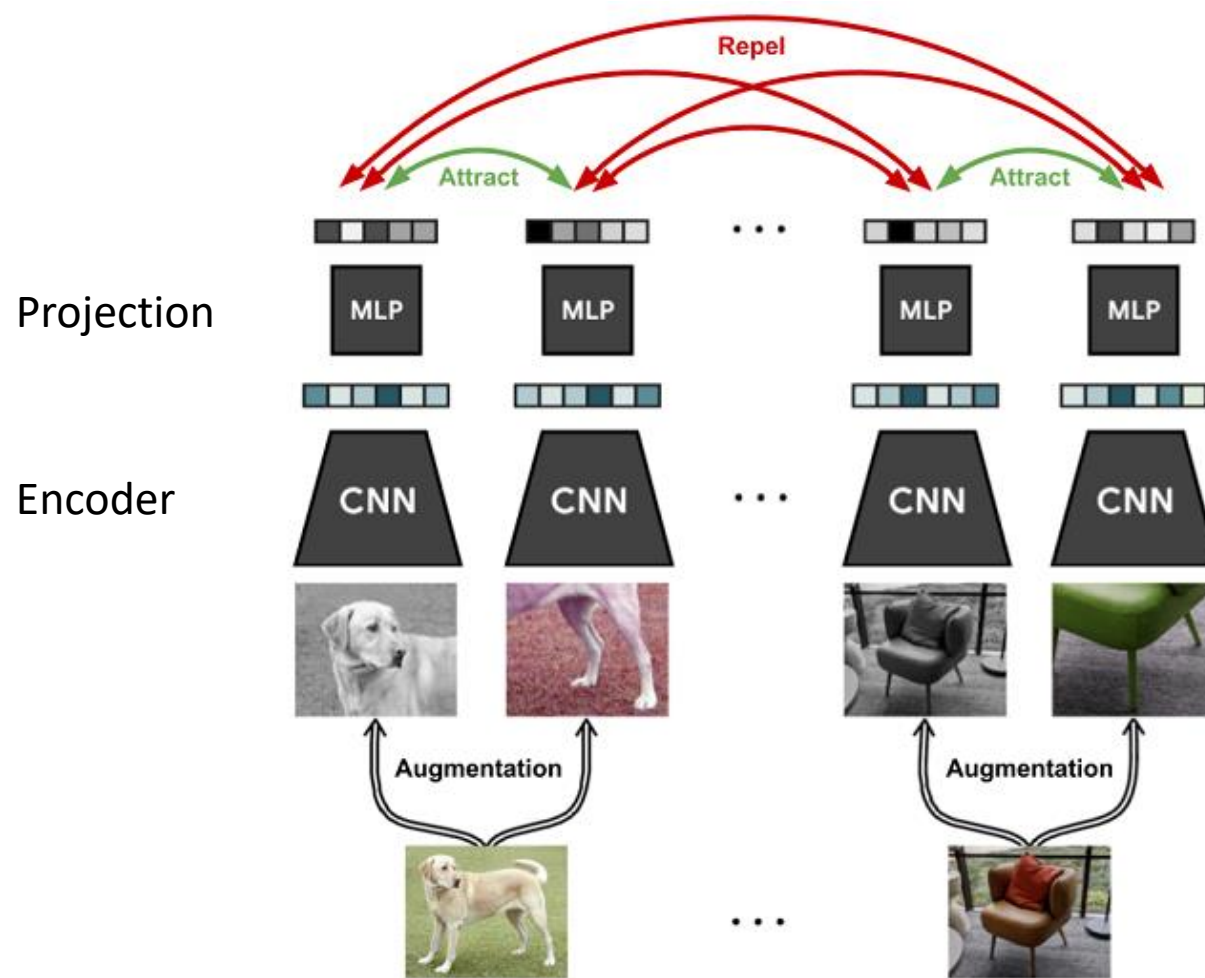 Repel
Attract Attract
...
Projection MLP MLP MLP MLP
Encoder CNN CNN ... CNN CNN
Augmentation Augmentation
...